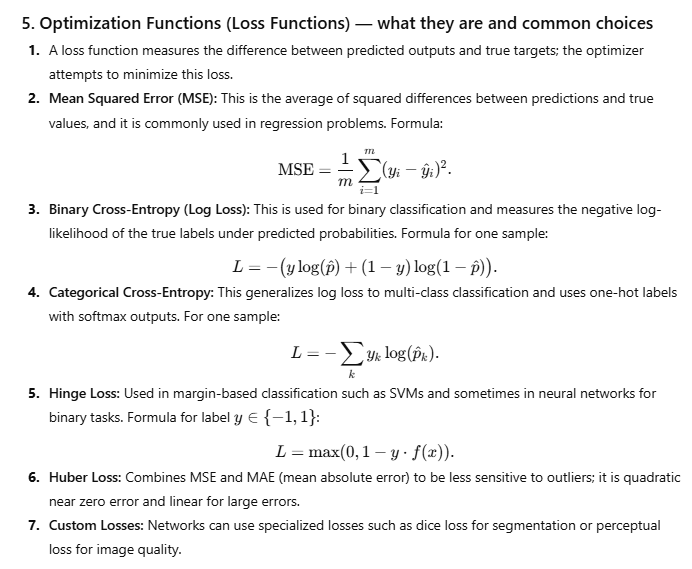 5. Optimization Functions (Loss Functions) — what they are and common choices
1. A loss function measures the difference between predicted outputs and true targets; the optimizer
attempts to minimize this loss.
2. Mean Squared Error (MSE): This is the average of squared differences between predictions and true
values, and it is commonly used in regression problems. Formula:
MSE = \frac{1}{m} \sum_{i=1}^{m} (y_i − ŷ_i)^2.
3. Binary Cross-Entropy (Log Loss): This is used for binary classification and measures the negative log-
likelihood of the true labels under predicted probabilities. Formula for one sample:
L = −(y log(p̂) + (1 − y) log(1 − p̂)).
4. Categorical Cross-Entropy: This generalizes log loss to multi-class classification and uses one-hot labels
with softmax outputs. For one sample:
L = − \sum_{k} y_k log(p̂_k).
5. Hinge Loss: Used in margin-based classification such as SVMs and sometimes in neural networks for
binary tasks. Formula for label y ∈ {−1, 1}:
L = max(0, 1 − y · f(x)).
6. Huber Loss: Combines MSE and MAE (mean absolute error) to be less sensitive to outliers; it is quadratic
near zero error and linear for large errors.
7. Custom Losses: Networks can use specialized losses such as dice loss for segmentation or perceptual
loss for image quality.